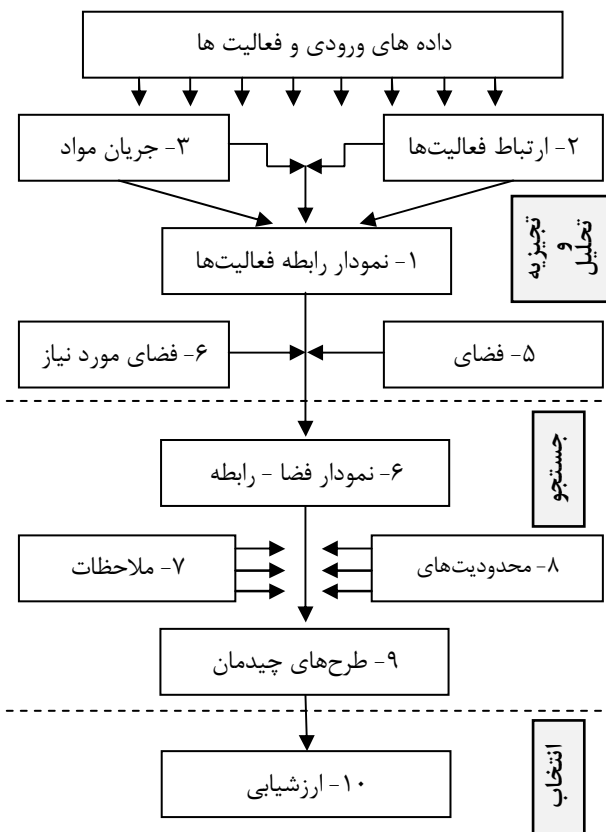 داده های ورودی و فعالیت ها
۲- ارتباط فعالیت‌ها
۳- جریان مواد
تجیزیه
و
تحلیل
۱- نمودار رابطه فعالیت‌ها
۵- فضای
۶- فضای مورد نیاز
جستجو
۶- نمودار فضا - رابطه
۸- محدودیت‌های
۷- ملاحظات
۹- طرح‌های چیدمان
انتخاب
۱۰- ارزشیابی